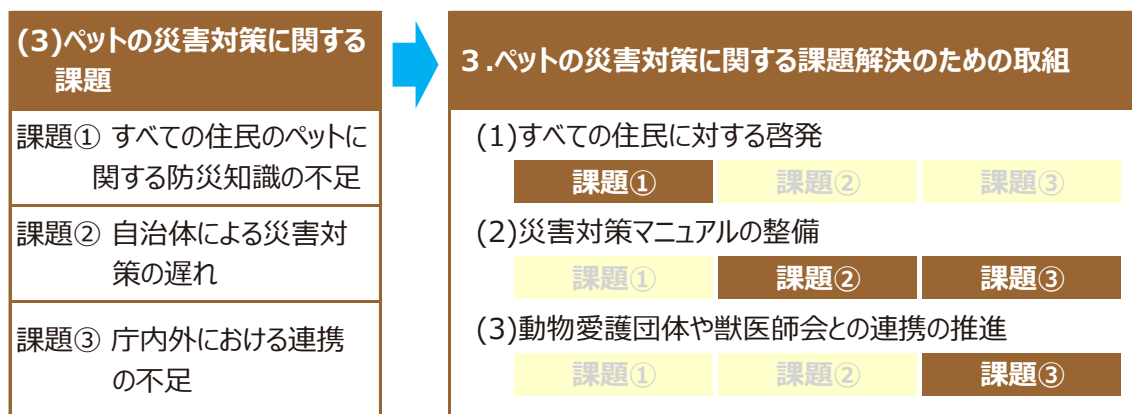 (3)ペットの災害対策に関する
課題
課題① すべての住民のペットに
関する防災知識の不足
課題② 自治体による災害対
策の遅れ
課題③ 庁内外における連携
の不足
３.ペットの災害対策に関する課題解決のための取組
(1)すべての住民に対する啓発
課題① 課題② 課題③
(2)災害対策マニュアルの整備
課題① 課題② 課題③
(3)動物愛護団体や獣医師会との連携の推進
課題① 課題② 課題③